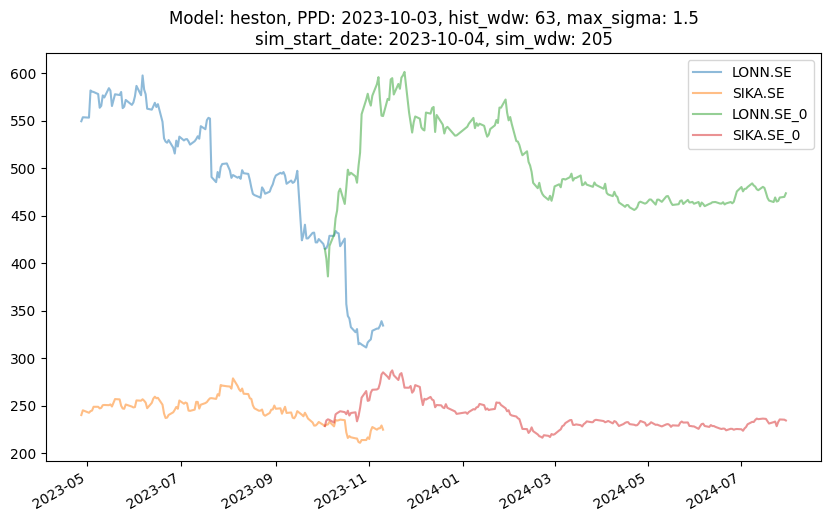 Model: heston, PPD: 2023-10-03, hist_wdw: 63, max_sigma: 1.5
sim_start_date: 2023-10-04, sim_wdw: 205
LONN.SE
SIKA.SE
LONN.SE_0
SIKA.SE_0
600
550
500
450
400
350
300
250
200
2023-05
2023-07
2023-09
2023-11
2024-01
2024-03
2024-05
2024-07